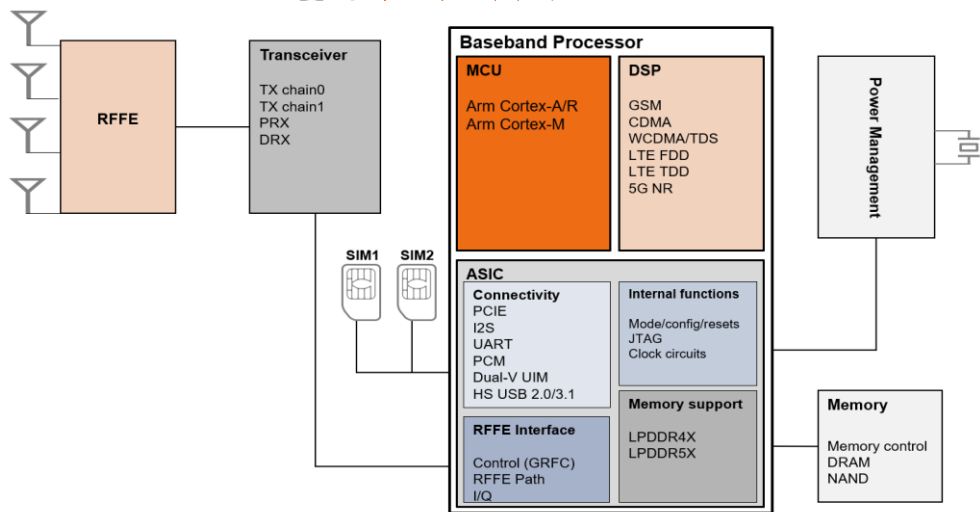 RFFE
Transceiver
TX chain0
TX chain1
PRX
DRX
Baseband Processor
MCU
Arm Cortex-A/R
Arm Cortex-M
DSP
GSM
CDMA
WCDMA/TDS
LTE FDD
LTE TDD
5G NR
Power Management
SIM1
SIM2
ASIC
Connectivity
PCIE
I2S
UART
PCM
Dual-V UIM
HS USB 2.0/3.1
Internal functions
Mode/config/resets
JTAG
Clock circuits
RFFE Interface
Control (GRFC)
RFFE Path
I/Q
Memory support
LPDDR4X
LPDDR5X
Memory
Memory control
DRAM
NAND